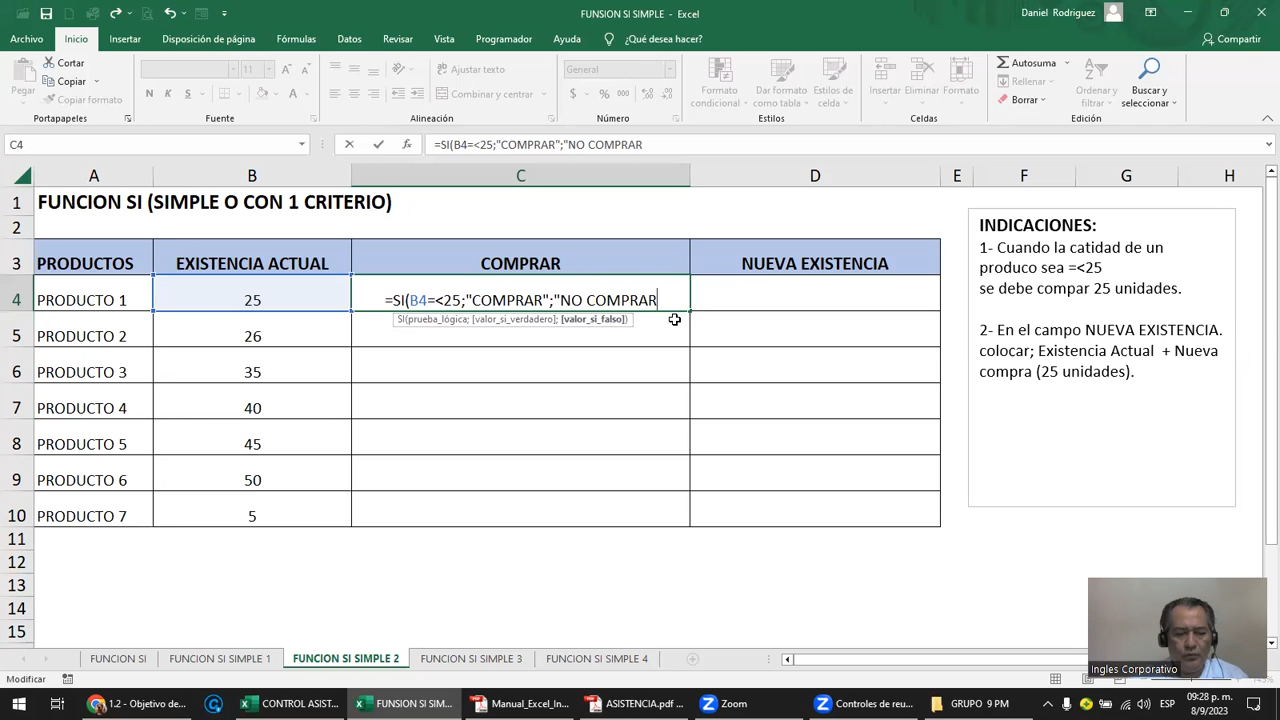 FUNSION SI SIMPLE - Excel
Daniel Rodriguez
Archivo Inicio Insertar Disposición de página Fórmulas Datos Revisar Vista Programador Ayuda ¿Qué desea hacer? Compartir
Pegar
Cortar
Copiar
Copiar formato
Portapapeles
11
N K S
Fuente
Ajustar texto
Combinar y centrar
Alineación
General
$ % 000
Número
Formato condicional
Dar formato como tabla
Estilos de celda
Estilos
Insertar Eliminar Formato
Celdas
Autosuma
Rellenar
Borrar
Ordenar y filtrar
Buscar y seleccionar
Edición
C4
fx
=SI(B4=<25;"COMPRAR";"NO COMPRAR
A B C D E F G H
1 FUNCION SI (SIMPLE O CON 1 CRITERIO)
2
3 PRODUCTOS EXISTENCIA ACTUAL COMPRAR NUEVA EXISTENCIA
4 PRODUCTO 1 25 =SI(B4=<25;"COMPRAR";"NO COMPRAR
SI(prueba_lógica; [valor_si_verdadero]; [valor_si_falso])
5 PRODUCTO 2 26
6 PRODUCTO 3 35
7 PRODUCTO 4 40
8 PRODUCTO 5 45
9 PRODUCTO 6 50
10 PRODUCTO 7 5
11
12
13
14
15
INDICACIONES:
1- Cuando la catidad de un
produco sea =<25
se debe compar 25 unidades.
2- En el campo NUEVA EXISTENCIA.
colocar; Existencia Actual + Nueva
compra (25 unidades).
Ingles Corporativo
FUNCION SI FUNCION SI SIMPLE 1 FUNCION SI SIMPLE 2 FUNCION SI SIMPLE 3 FUNCION SI SIMPLE 4
Modificar
1.2 - Objetivo de... CONTROL ASIST... FUNSION SI SIM... Manual_Excel_In... ASISTENCIA.pdf ... Zoom Controles de reu... GRUPO 9 PM
ESP
09:28 p. m.
8/9/2023